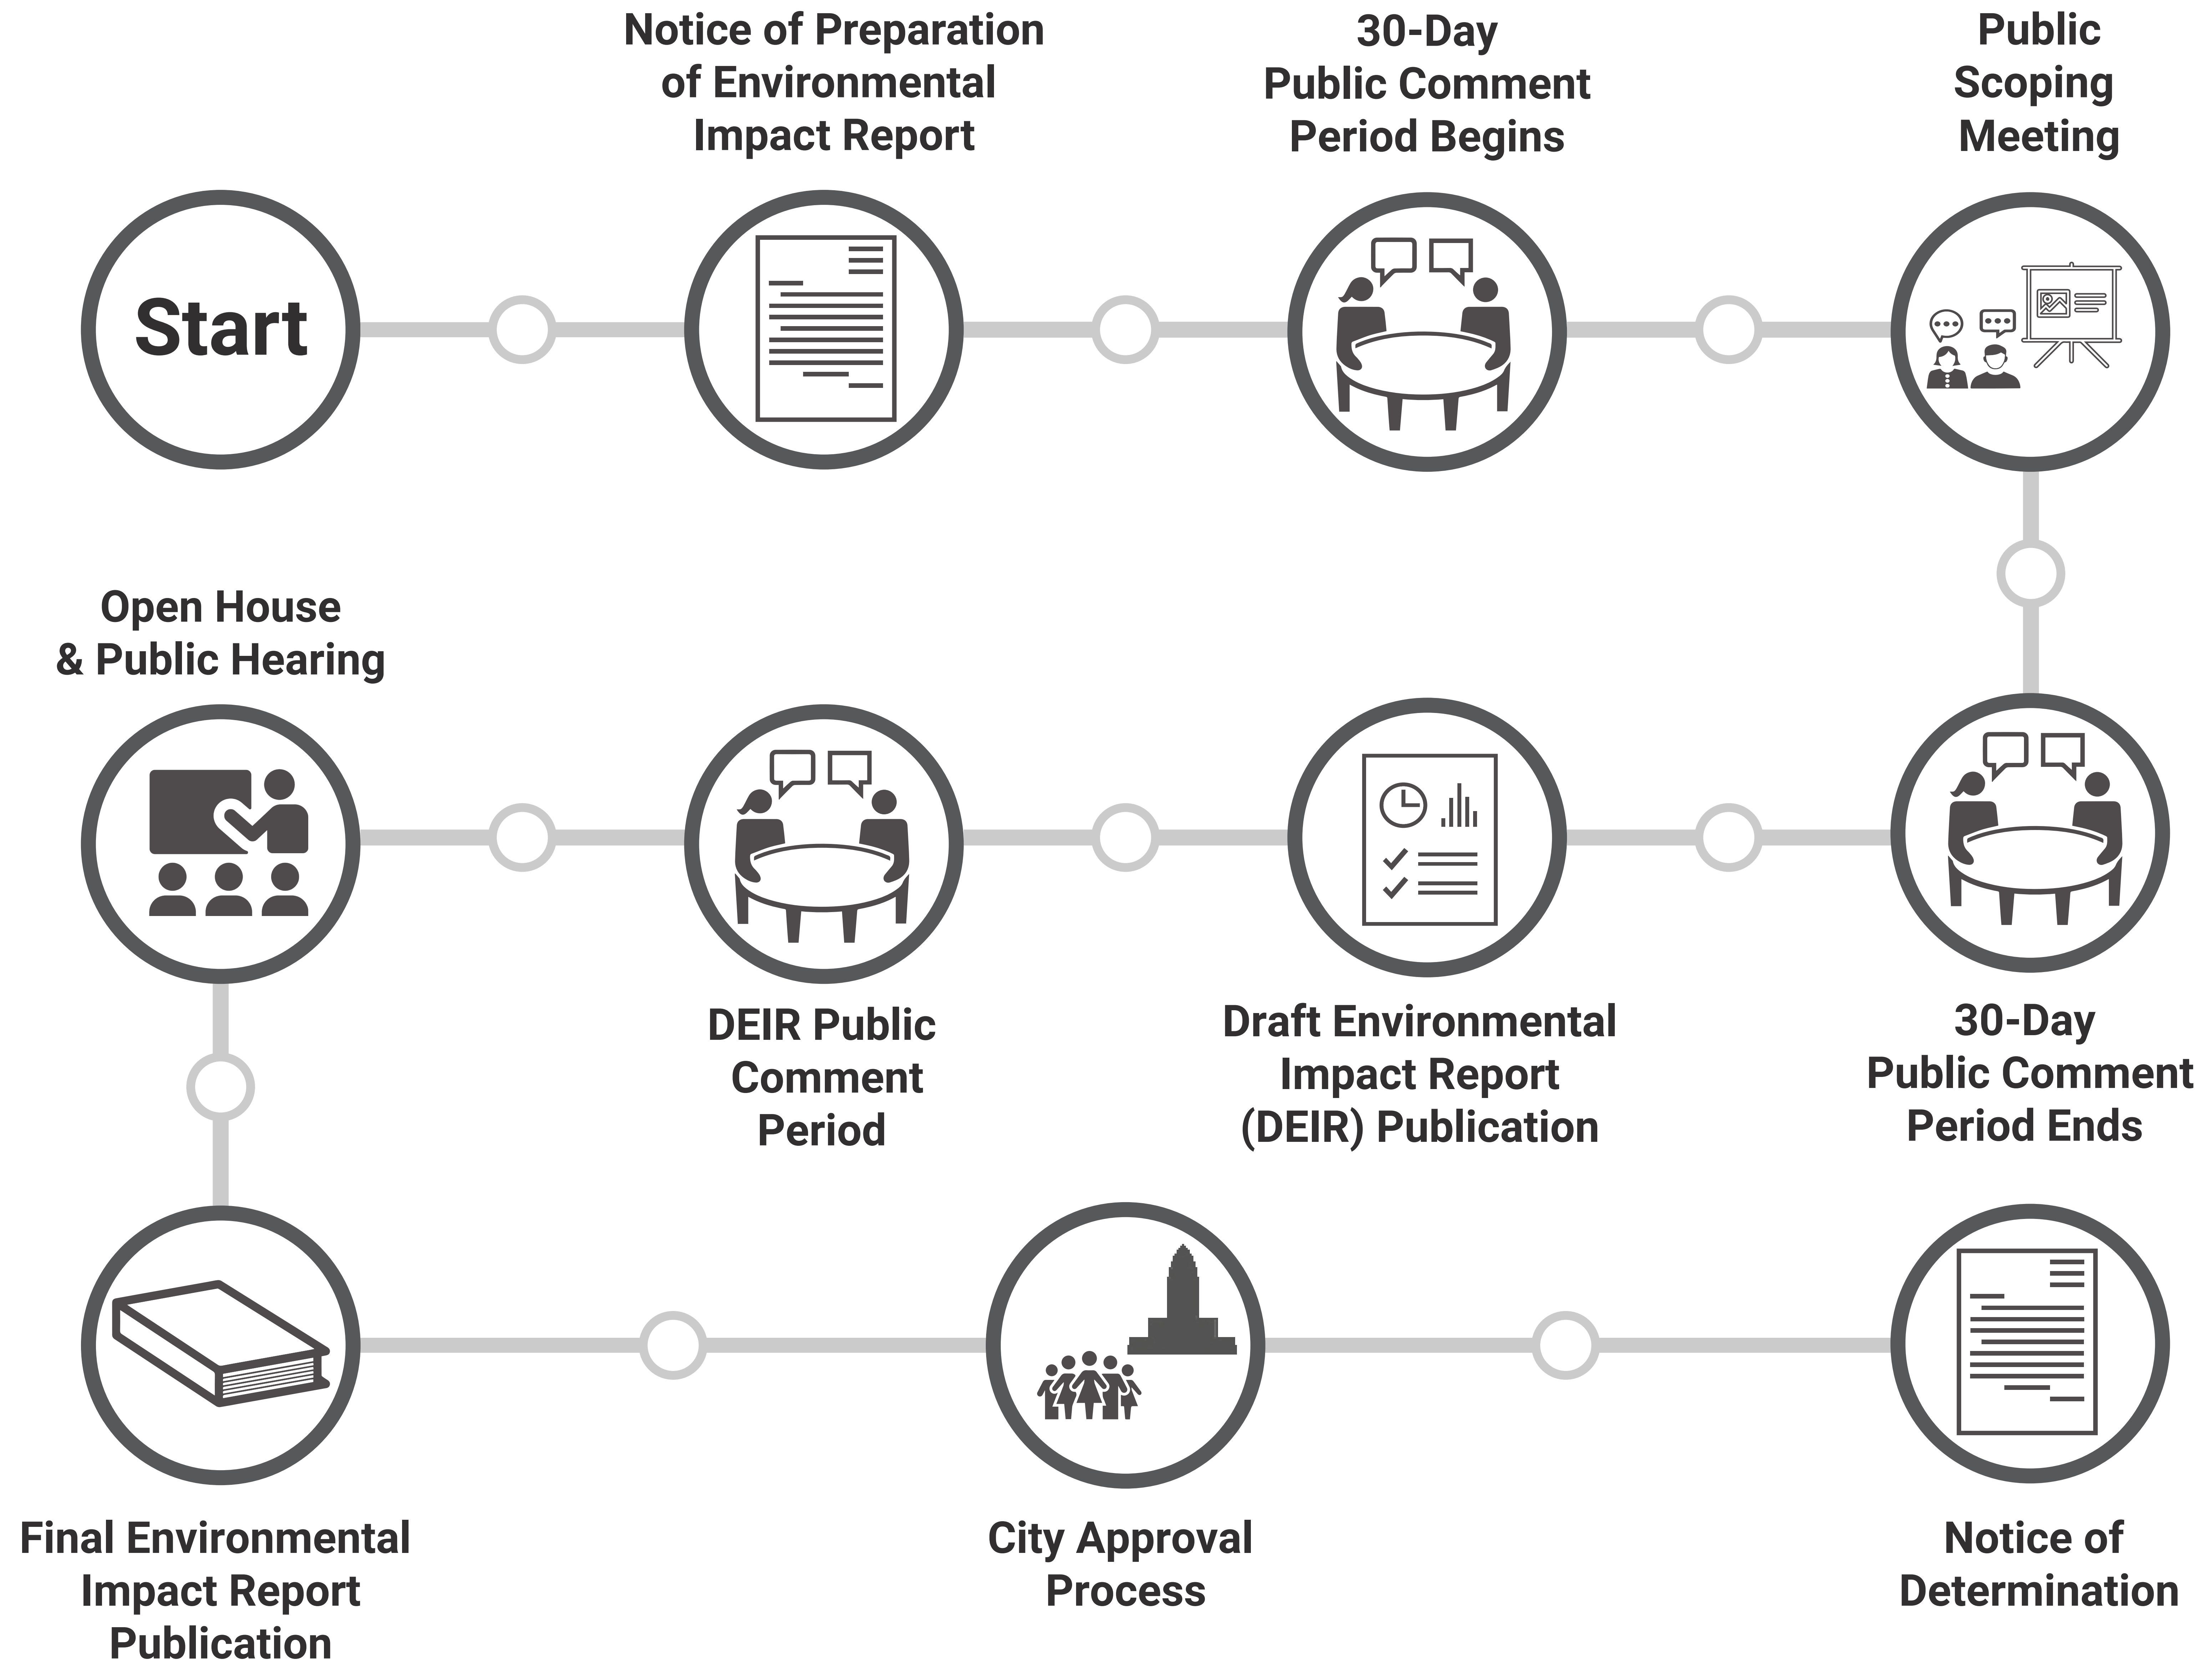 Start
Notice of Preparation
of Environmental
Impact Report
30-Day
Public Comment
Period Begins
Public
Scoping
Meeting
30-Day
Public Comment
Period Ends
Draft Environmental
Impact Report
(DEIR) Publication
DEIR Public
Comment
Period
Open House
& Public Hearing
Final Environmental
Impact Report
Publication
City Approval
Process
Notice of
Determination